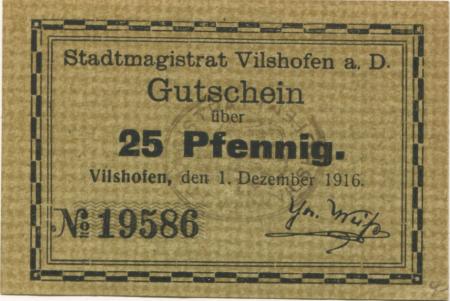 Stadtmagistrat Vilshofen a. D.
Gutschein
über
25 Pfennig.
Vilshofen, den 1. Dezember 1916.
№ 19586